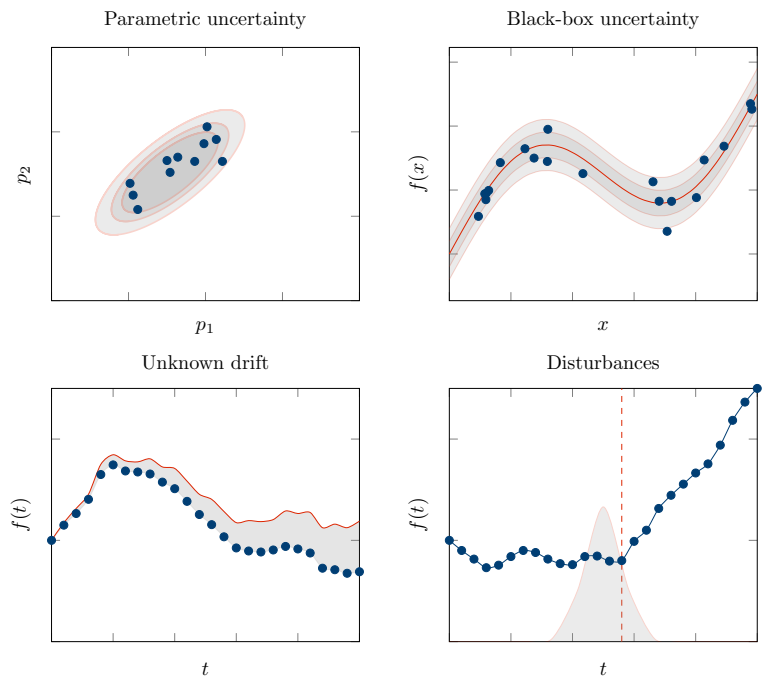 Parametric uncertainty
p₂
p₁
Black-box uncertainty
f(x)
x
Unknown drift
f(t)
t
Disturbances
f(t)
t